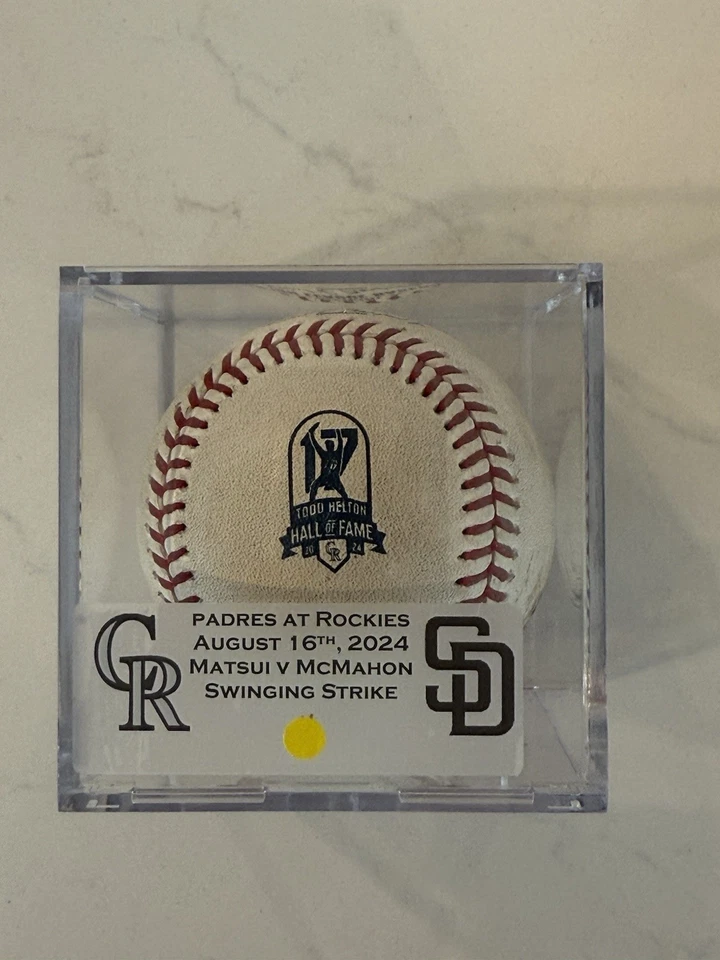 17
TODD HELTON
HALL OF FAME
20 CR 24
PADRES AT ROCKIES
AUGUST 16TH, 2024
MATSUI V MCMAHON
SWINGING STRIKE
CR
SD